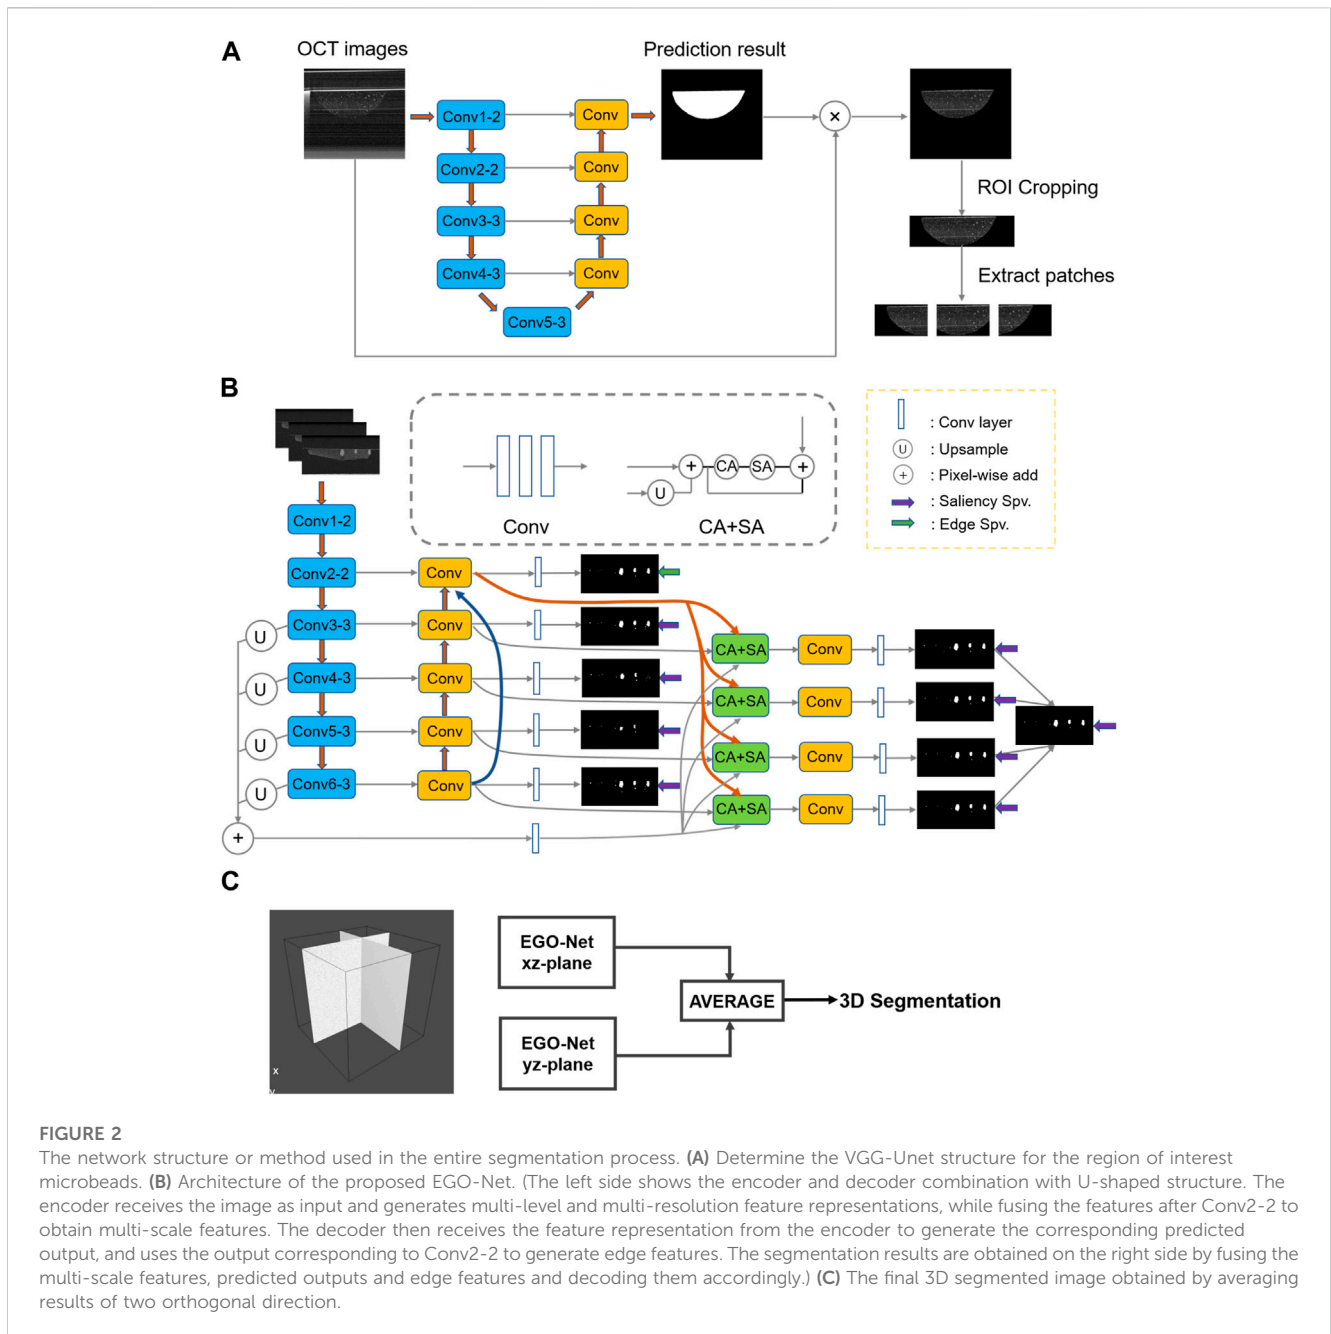 A
OCT images
Prediction result
Conv1-2
Conv
×
Conv2-2
Conv
ROI Cropping
Conv3-3
Conv
Conv4-3
Conv
Extract patches
Conv5-3
B
: Conv layer
U
: Upsample
+
: Pixel-wise add
: Saliency Spv.
: Edge Spv.
+
CA
SA
+
U
Conv
CA+SA
Conv1-2
Conv2-2
Conv
U
Conv3-3
Conv
CA+SA
Conv
U
Conv4-3
Conv
CA+SA
Conv
U
Conv5-3
Conv
CA+SA
Conv
U
Conv6-3
Conv
CA+SA
Conv
+
C
EGO-Net
xz-plane
AVERAGE
3D Segmentation
EGO-Net
yz-plane
x
FIGURE 2
The network structure or method used in the entire segmentation process. (A) Determine the VGG-Unet structure for the region of interest
microbeads. (B) Architecture of the proposed EGO-Net. (The left side shows the encoder and decoder combination with U-shaped structure. The
encoder receives the image as input and generates multi-level and multi-resolution feature representations, while fusing the features after Conv2-2 to
obtain multi-scale features. The decoder then receives the feature representation from the encoder to generate the corresponding predicted
output, and uses the output corresponding to Conv2-2 to generate edge features. The segmentation results are obtained on the right side by fusing the
multi-scale features, predicted outputs and edge features and decoding them accordingly.) (C) The final 3D segmented image obtained by averaging
results of two orthogonal direction.